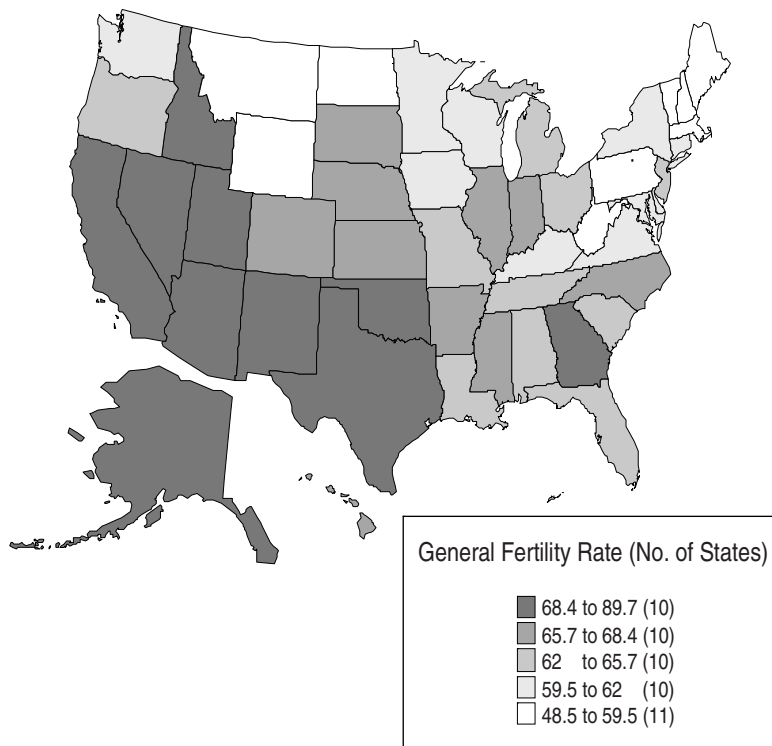 General Fertility Rate (No. of States)
68.4 to 89.7 (10)
65.7 to 68.4 (10)
62 to 65.7 (10)
59.5 to 62 (10)
48.5 to 59.5 (11)